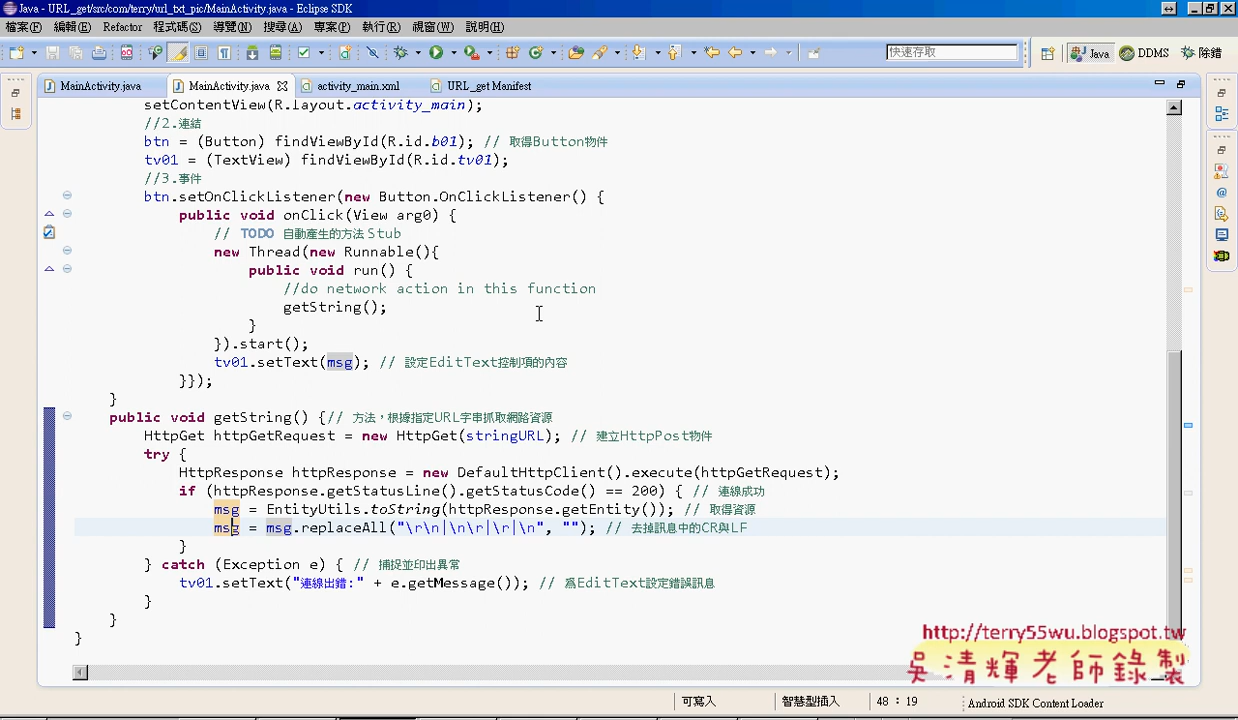 Java - URL_get/src/com/terry/url_txt_pic/MainActivity.java - Eclipse SDK
檔案(F) 編輯(E) Refactor 程式碼(S) 導覽(N) 搜尋(A) 專案(P) 執行(R) 視窗(W) 說明(H)
快速存取 Java DDMS 除錯
MainActivity.java MainActivity.java activity_main.xml URL_get Manifest
setContentView(R.layout.activity_main);
//2.連結
btn = (Button) findViewById(R.id.b01); // 取得Button物件
tv01 = (TextView) findViewById(R.id.tv01);
//3.事件
btn.setOnClickListener(new Button.OnClickListener() {
public void onClick(View arg0) {
// TODO 自動產生的方法 Stub
new Thread(new Runnable(){
public void run() {
//do network action in this function
getString();
}
}).start();
tv01.setText(msg); // 設定EditText控制項的內容
}});
}
public void getString() {// 方法，根據指定URL字串抓取網路資源
HttpGet httpGetRequest = new HttpGet(stringURL); // 建立HttpPost物件
try {
HttpResponse httpResponse = new DefaultHttpClient().execute(httpGetRequest);
if (httpResponse.getStatusLine().getStatusCode() == 200) { // 連線成功
msg = EntityUtils.toString(httpResponse.getEntity()); // 取得資源
msg = msg.replaceAll("\r\n|\n\r|\r|\n", ""); // 去掉訊息中的CR與LF
}
} catch (Exception e) { // 捕捉並印出異常
tv01.setText("連線出錯:" + e.getMessage()); // 為EditText設定錯誤訊息
}
}
}
http://terry55wu.blogspot.tw
吳清輝老師錄製
可寫入 智慧型插入 48 : 19 Android SDK Content Loader